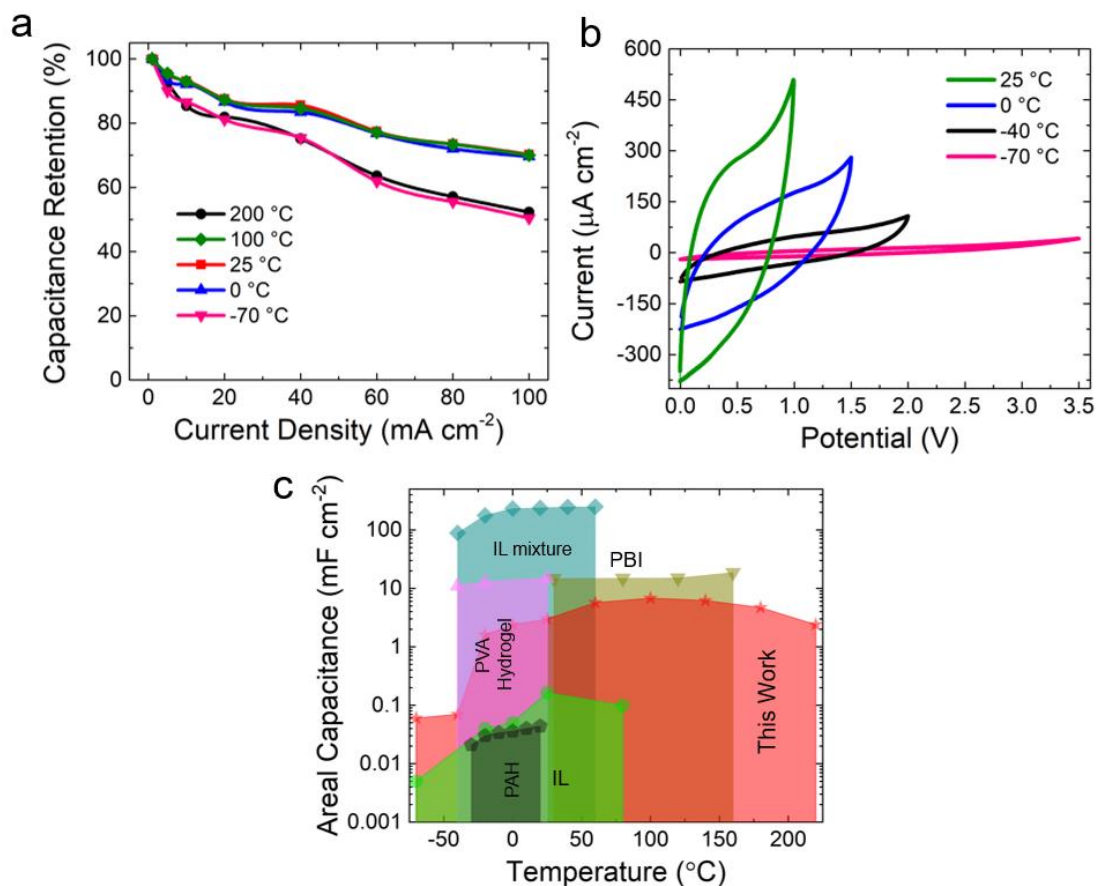 a
Capacitance Retention (%)
100
80
60
40
20
0
200 °C
100 °C
25 °C
0 °C
-70 °C
0 20 40 60 80 100
Current Density (mA cm-2)
b
Current (μA cm-2)
600
450
300
150
0
-150
-300
25 °C
0 °C
-40 °C
-70 °C
0.0 0.5 1.0 1.5 2.0 2.5 3.0 3.5
Potential (V)
c
Areal Capacitance (mF cm-2)
100
10
1
0.1
0.01
0.001
IL mixture
PBI
PVA
Hydrogel
PAH
IL
This Work
-50 0 50 100 150 200
Temperature (°C)